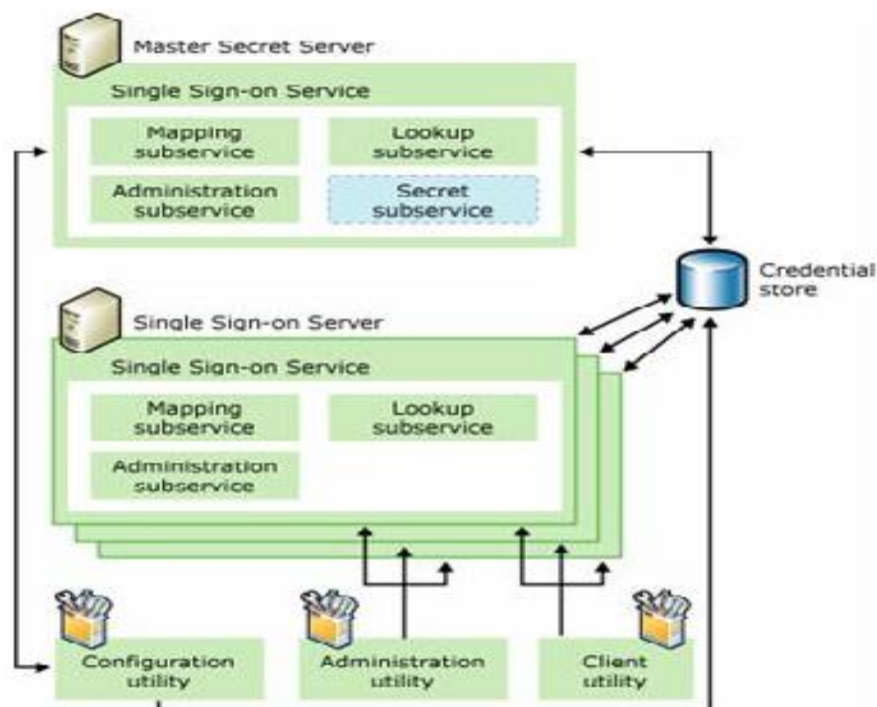 Master Secret Server
Single Sign-on Service
Mapping
subservice
Lookup
subservice
Administration
subservice
Secret
subservice
Credential
store
Single Sign-on Server
Single Sign-on Service
Mapping
subservice
Lookup
subservice
Administration
subservice
Configuration
utility
Administration
utility
Client
utility